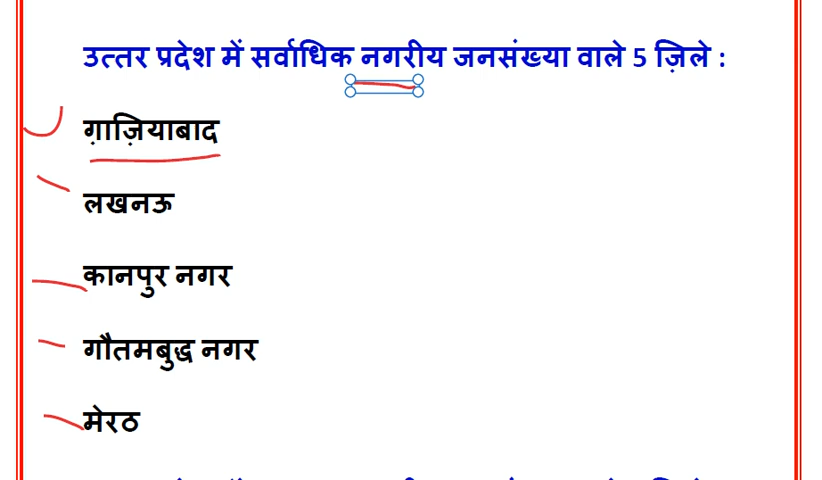 उत्तर प्रदेश में सर्वाधिक नगरीय जनसंख्या वाले 5 ज़िले :
ग़ाज़ियाबाद
लखनऊ
कानपुर नगर
गौतमबुद्ध नगर
मेरठ